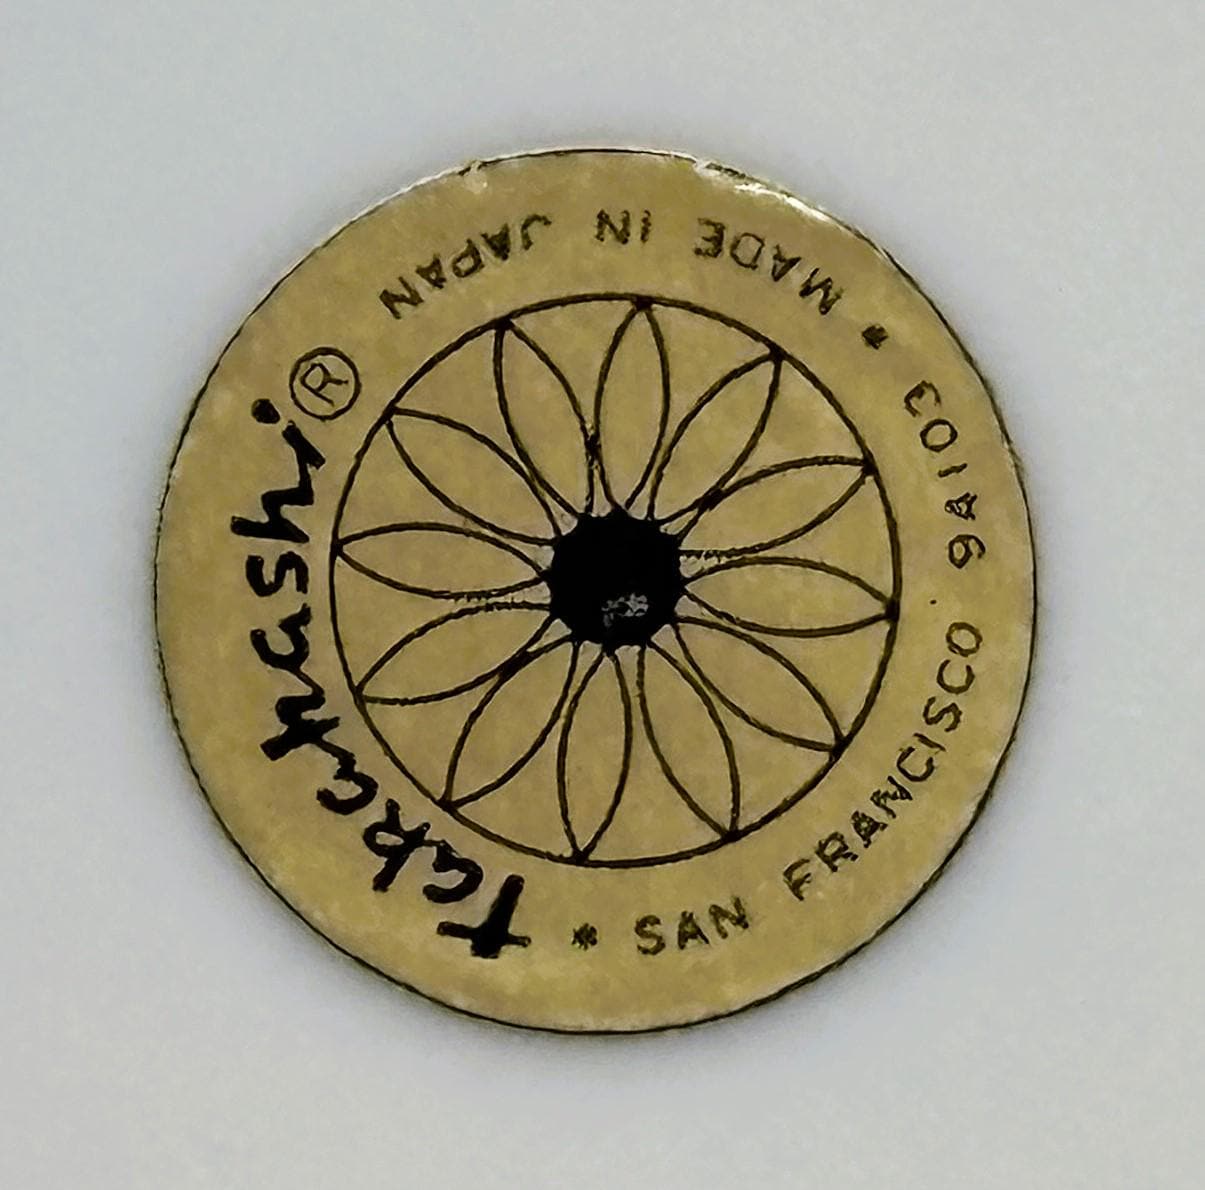 Takahashi ®
* SAN FRANCISCO 94103 * MADE IN JAPAN